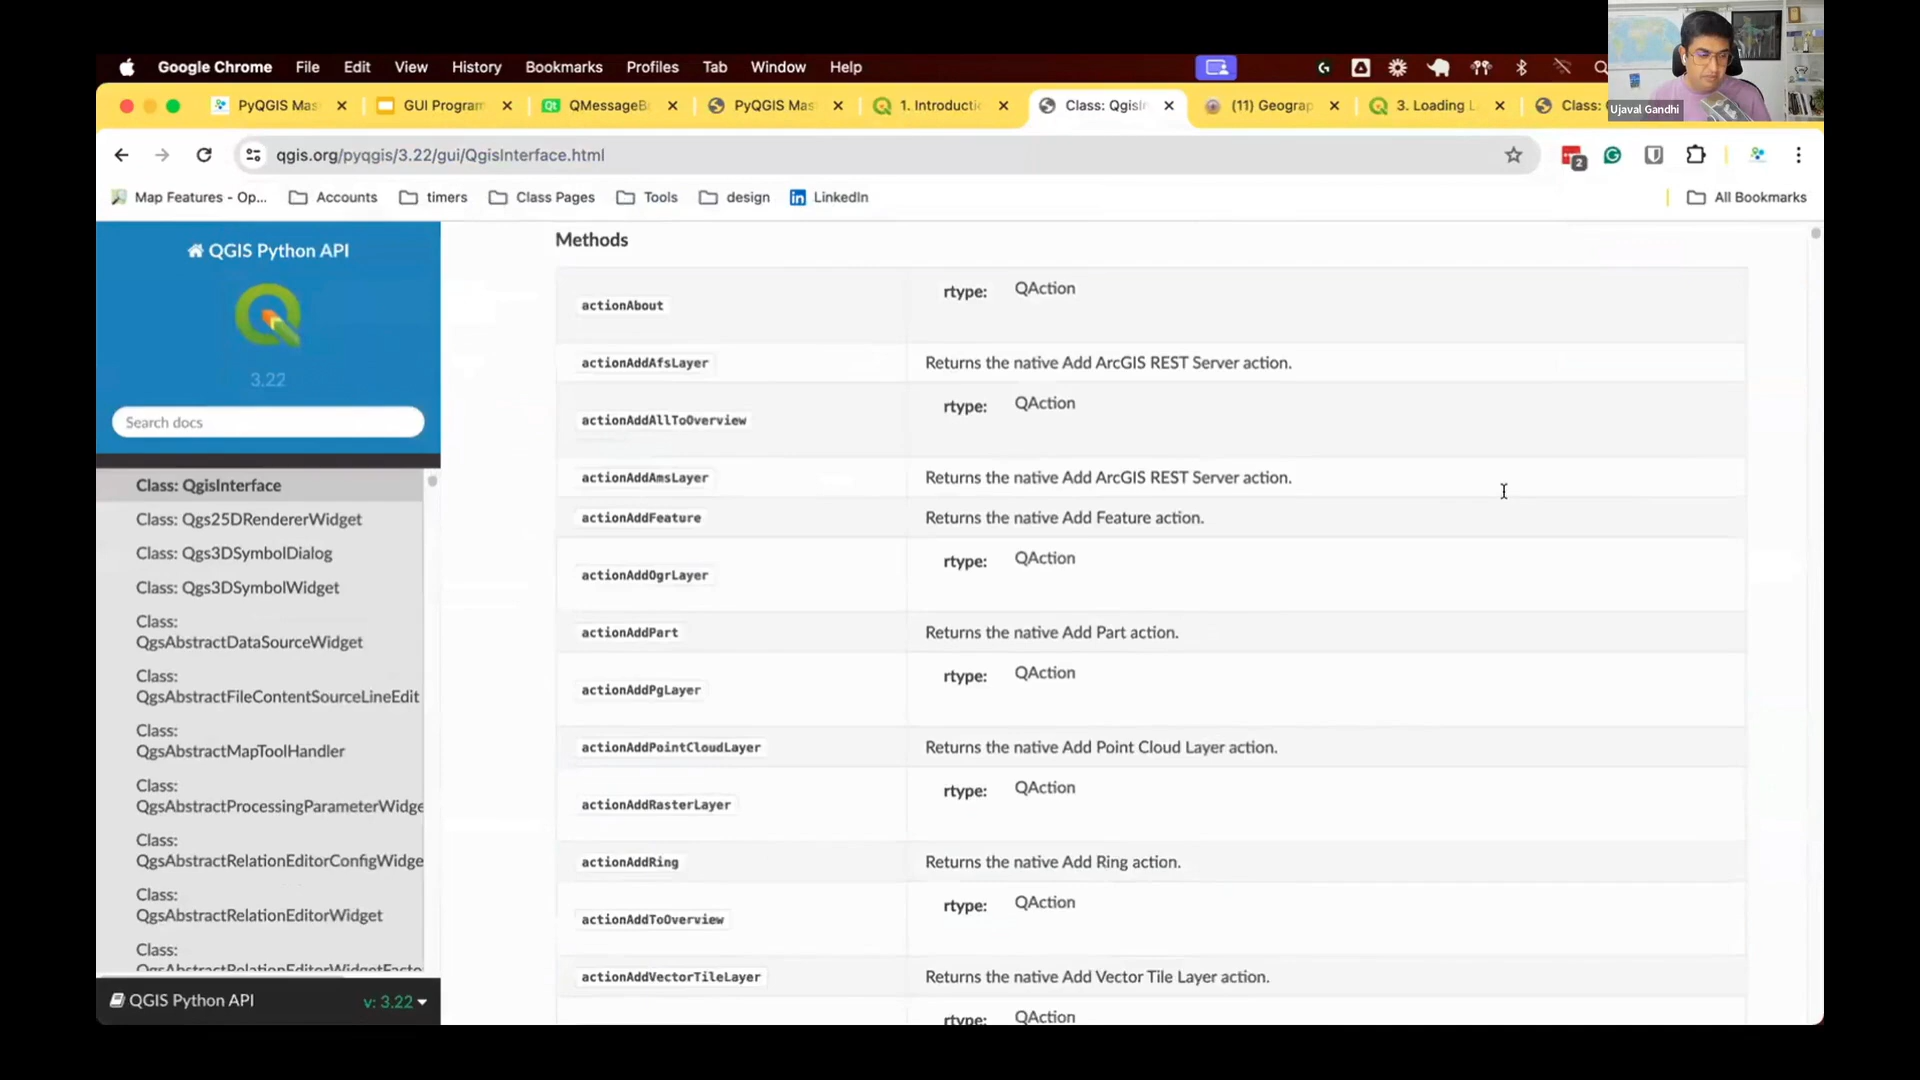 Google Chrome File Edit View History Bookmarks Profiles Tab Window Help
Ujaval Gandhi
PyQGIS Mas GUI Program QMessageB PyQGIS Mas 1. Introducti Class: QgisIn (11) Geograp 3. Loading L Class:
qgis.org/pyqgis/3.22/gui/QgisInterface.html
2
Map Features - Op... Accounts timers Class Pages Tools design LinkedIn All Bookmarks
QGIS Python API
3.22
Search docs
Class: QgisInterface
Class: Qgs25DRendererWidget
Class: Qgs3DSymbolDialog
Class: Qgs3DSymbolWidget
Class:
QgsAbstractDataSourceWidget
Class:
QgsAbstractFileContentSourceLineEdit
Class:
QgsAbstractMapToolHandler
Class:
QgsAbstractProcessingParameterWidge
Class:
QgsAbstractRelationEditorConfigWidge
Class:
QgsAbstractRelationEditorWidget
Class:
QgsAbstractRelationEditorWidgetFacto
QGIS Python API v: 3.22
Methods
actionAbout rtype: QAction
actionAddAfsLayer Returns the native Add ArcGIS REST Server action.
actionAddAllToOverview rtype: QAction
actionAddAmsLayer Returns the native Add ArcGIS REST Server action.
actionAddFeature Returns the native Add Feature action.
actionAddOgrLayer rtype: QAction
actionAddPart Returns the native Add Part action.
actionAddPgLayer rtype: QAction
actionAddPointCloudLayer Returns the native Add Point Cloud Layer action.
actionAddRasterLayer rtype: QAction
actionAddRing Returns the native Add Ring action.
actionAddToOverview rtype: QAction
actionAddVectorTileLayer Returns the native Add Vector Tile Layer action.
rtype: QAction